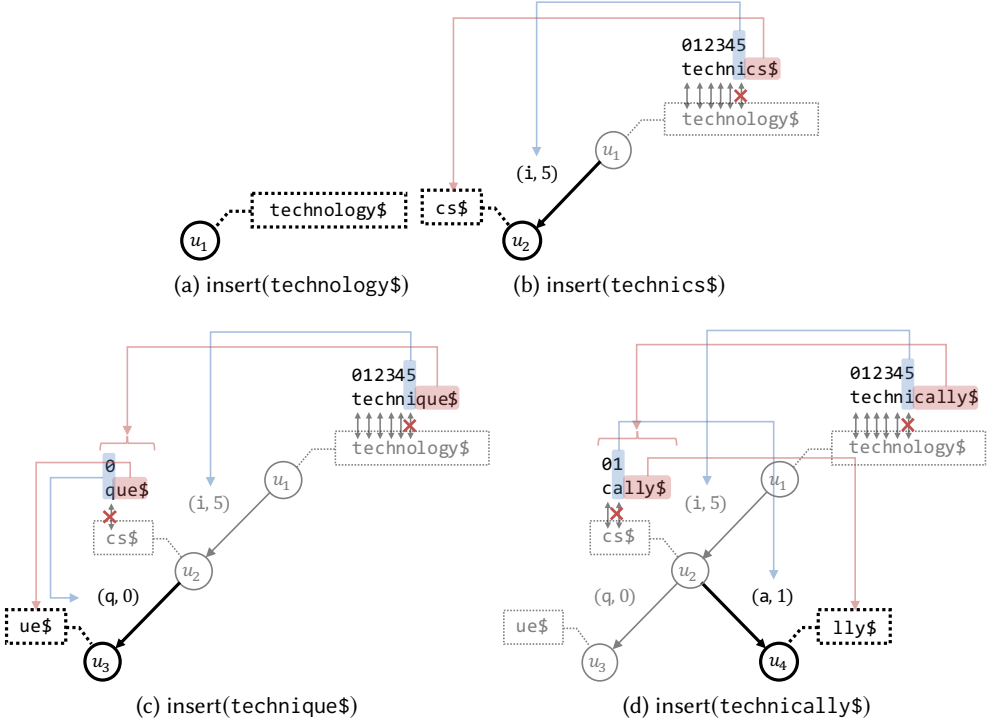 012345
technics$
technology$
u1
(i, 5)
technology$
cs$
u1
u2
(a) insert(technology$)
(b) insert(technics$)
012345
technique$
technology$
0
que$
u1
(i, 5)
cs$
u2
(q, 0)
ue$
u3
(c) insert(technique$)
012345
technically$
technology$
01
cally$
u1
(i, 5)
cs$
u2
(q, 0)
(a, 1)
ue$
lly$
u3
u4
(d) insert(technically$)